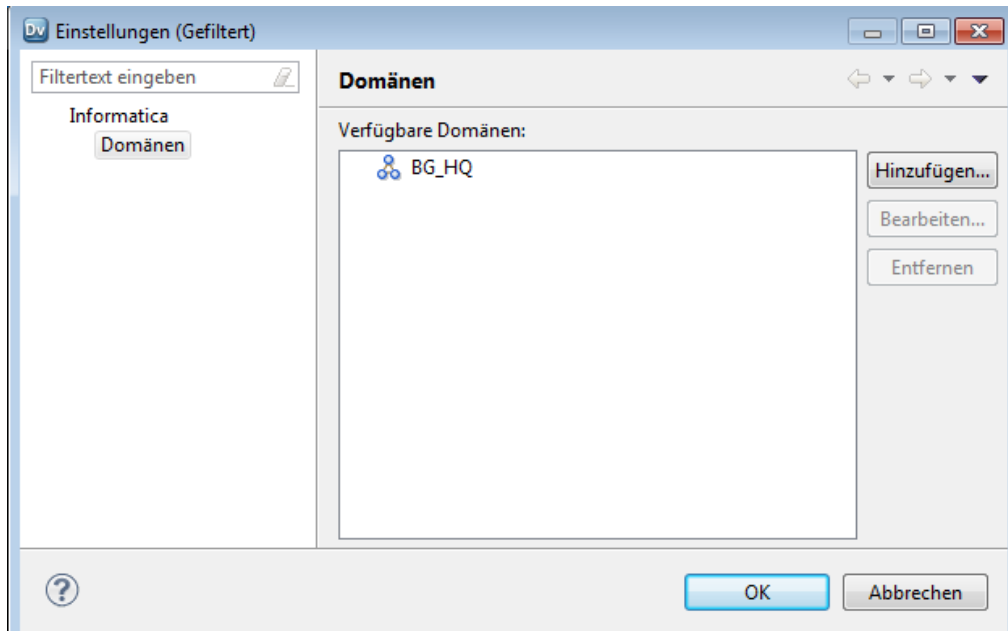 Dv Einstellungen (Gefiltert)
Filtertext eingeben
Informatica
Domänen
Domänen
Verfügbare Domänen:
BG_HQ
Hinzufügen...
Bearbeiten...
Entfernen
?
OK
Abbrechen